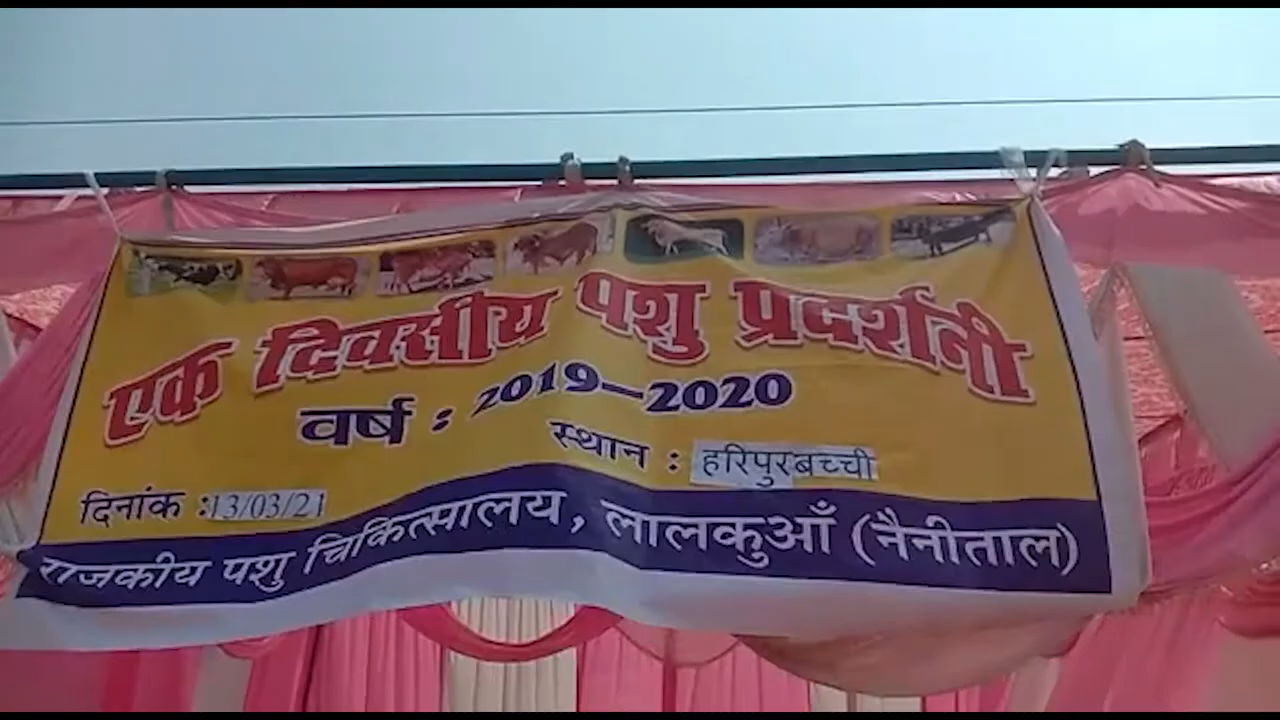 एक दिवसीय पशु प्रदर्शनी
वर्ष : 2019–2020
स्थान : हरिपुरबच्ची
दिनांक :13/03/21
राजकीय पशु चिकित्सालय, लालकुआँ (नैनीताल)